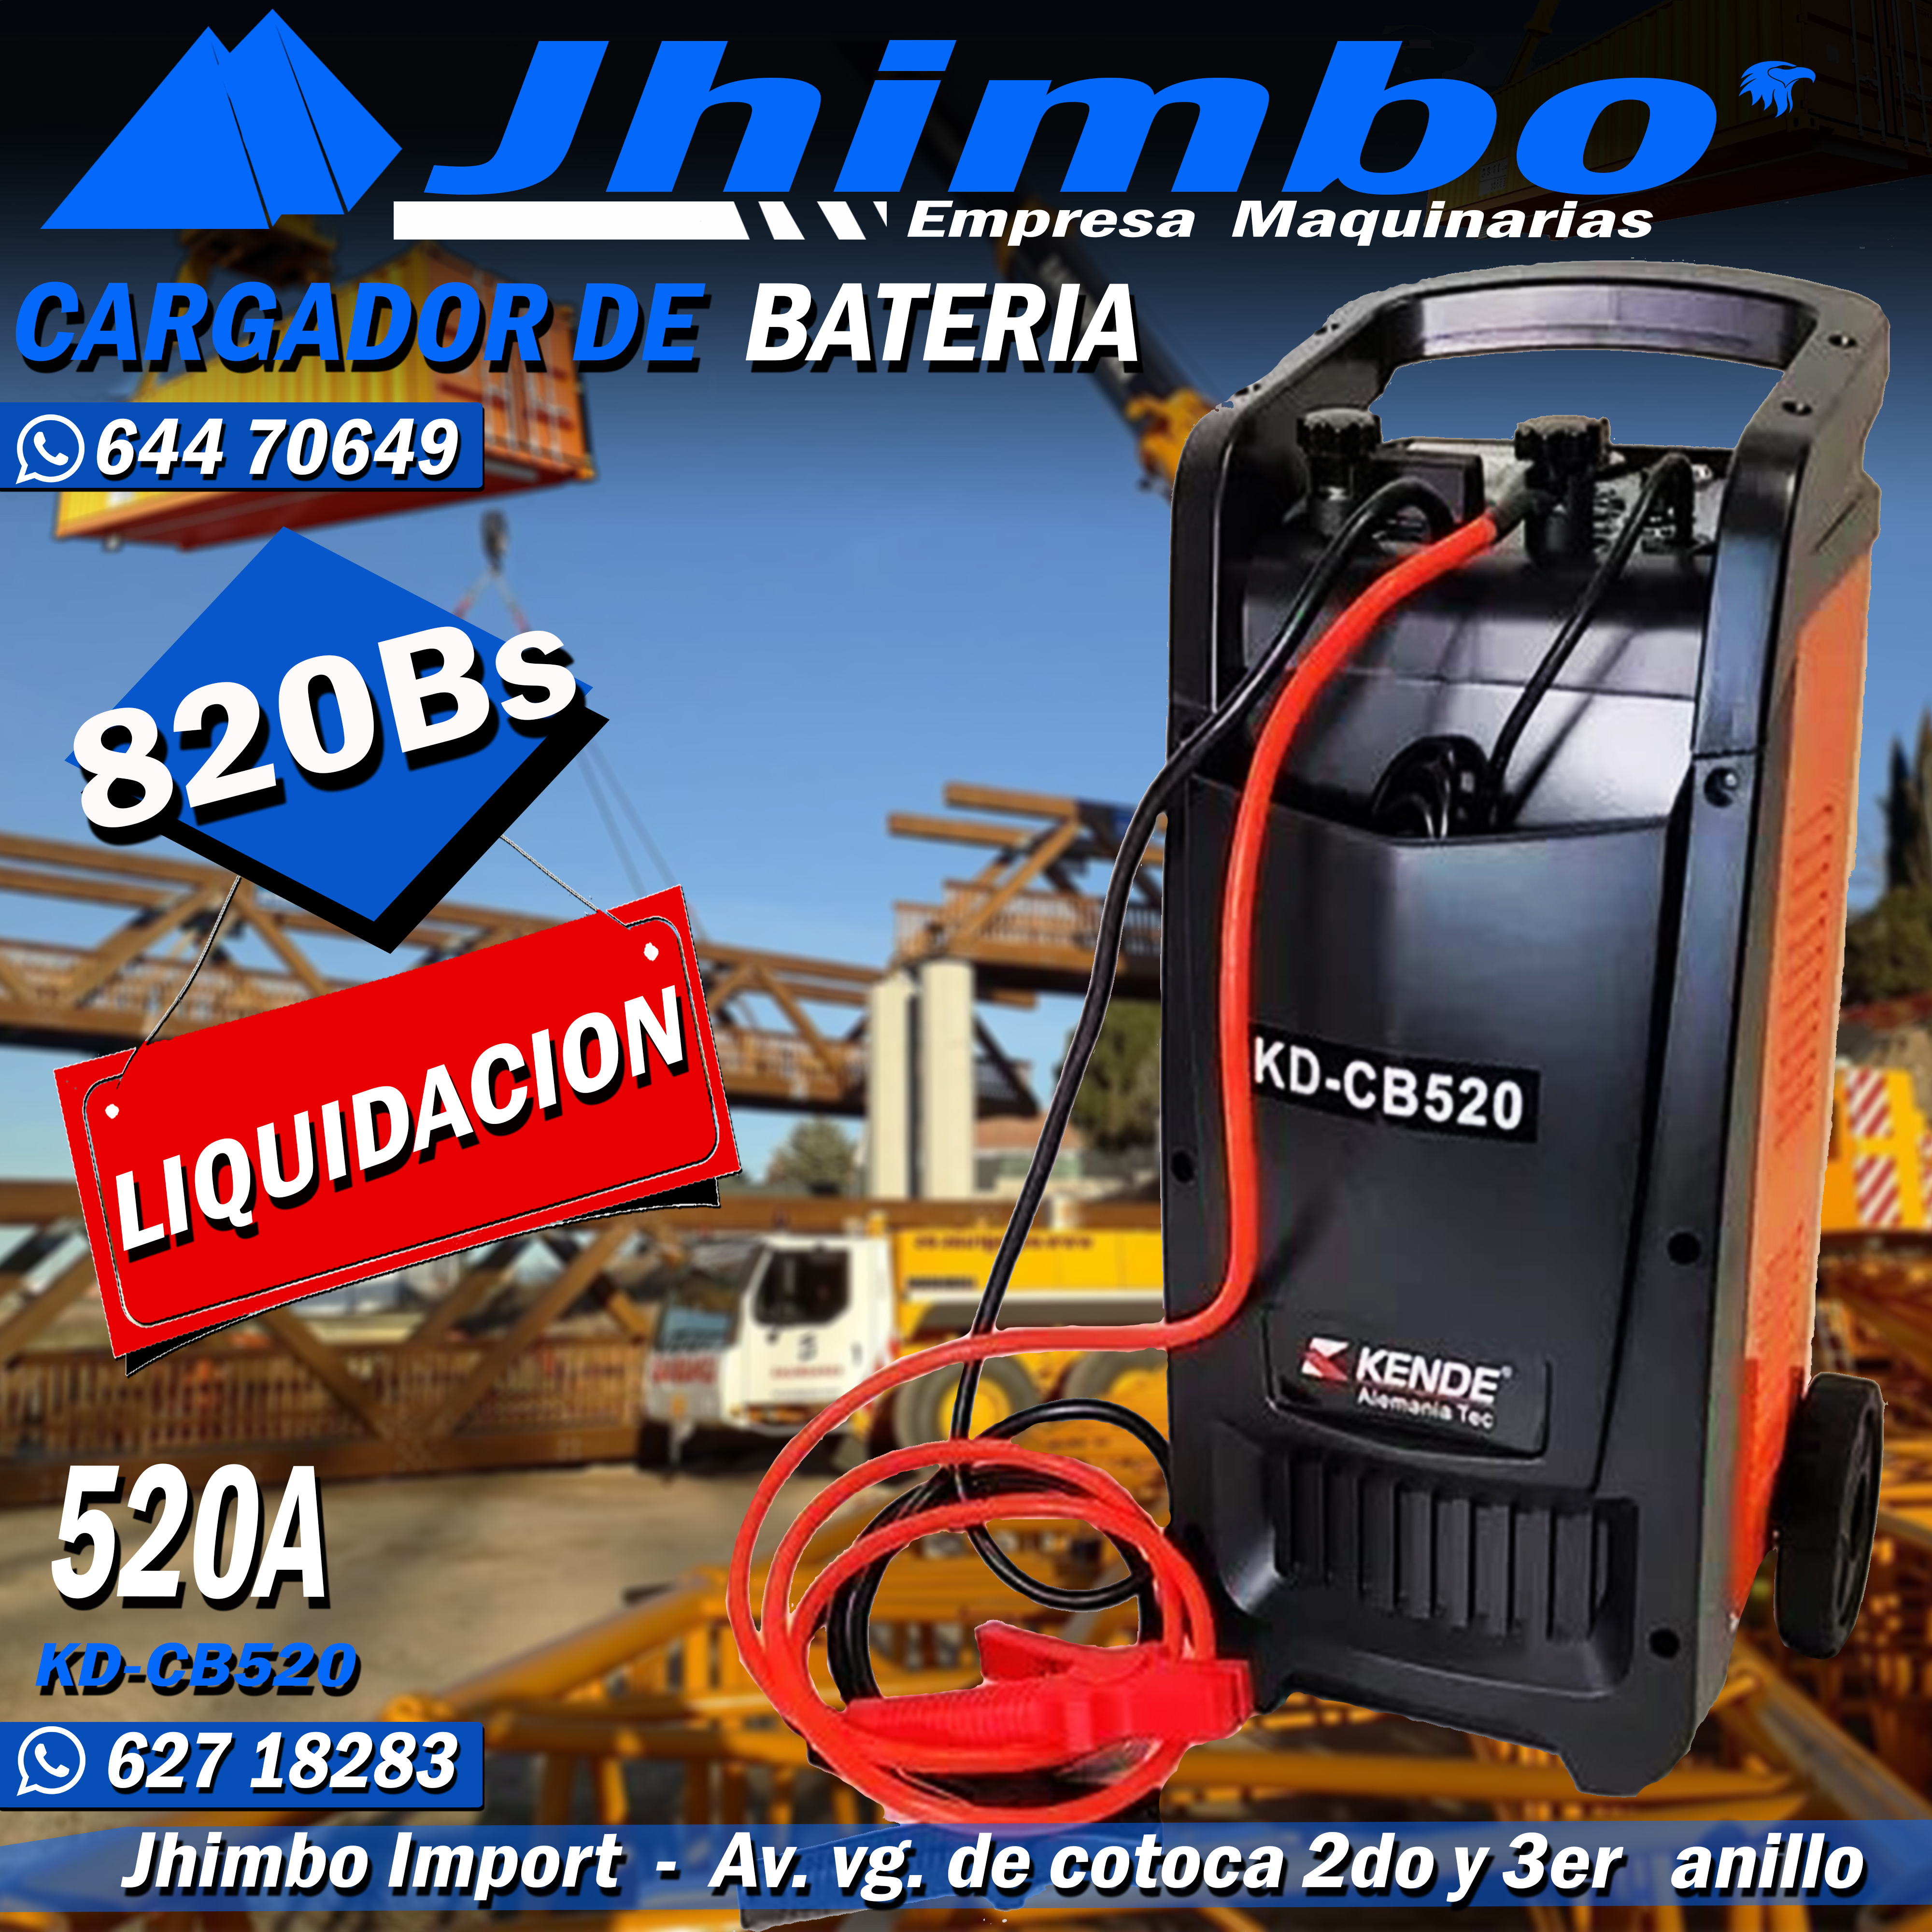 Jhimbo
Empresa Maquinarias
CARGADOR DE BATERIA
644 70649
820Bs
LIQUIDACION
KD-CB520
KENDE®
Alemania Tec
520A
KD-CB520
627 18283
Jhimbo Import - Av. vg. de cotoca 2do y 3er anillo